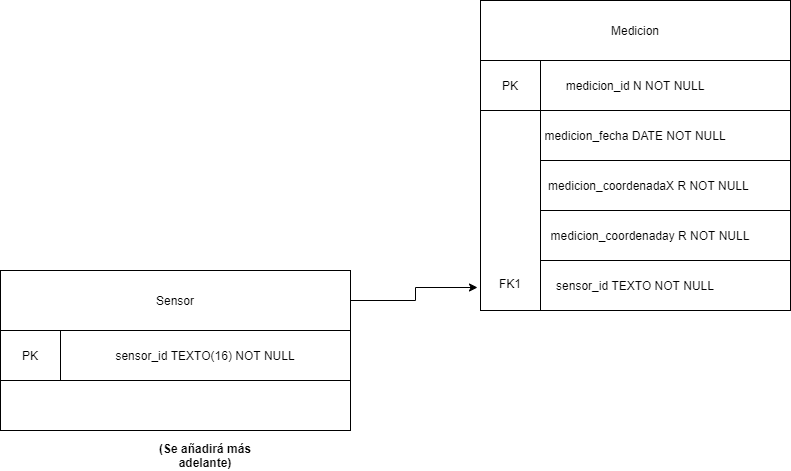 Medicion
PK
medicion_id N NOT NULL
medicion_fecha DATE NOT NULL
medicion_coordenadaX R NOT NULL
medicion_coordenaday R NOT NULL
FK1
sensor_id TEXTO NOT NULL
Sensor
PK
sensor_id TEXTO(16) NOT NULL
(Se añadirá más
adelante)